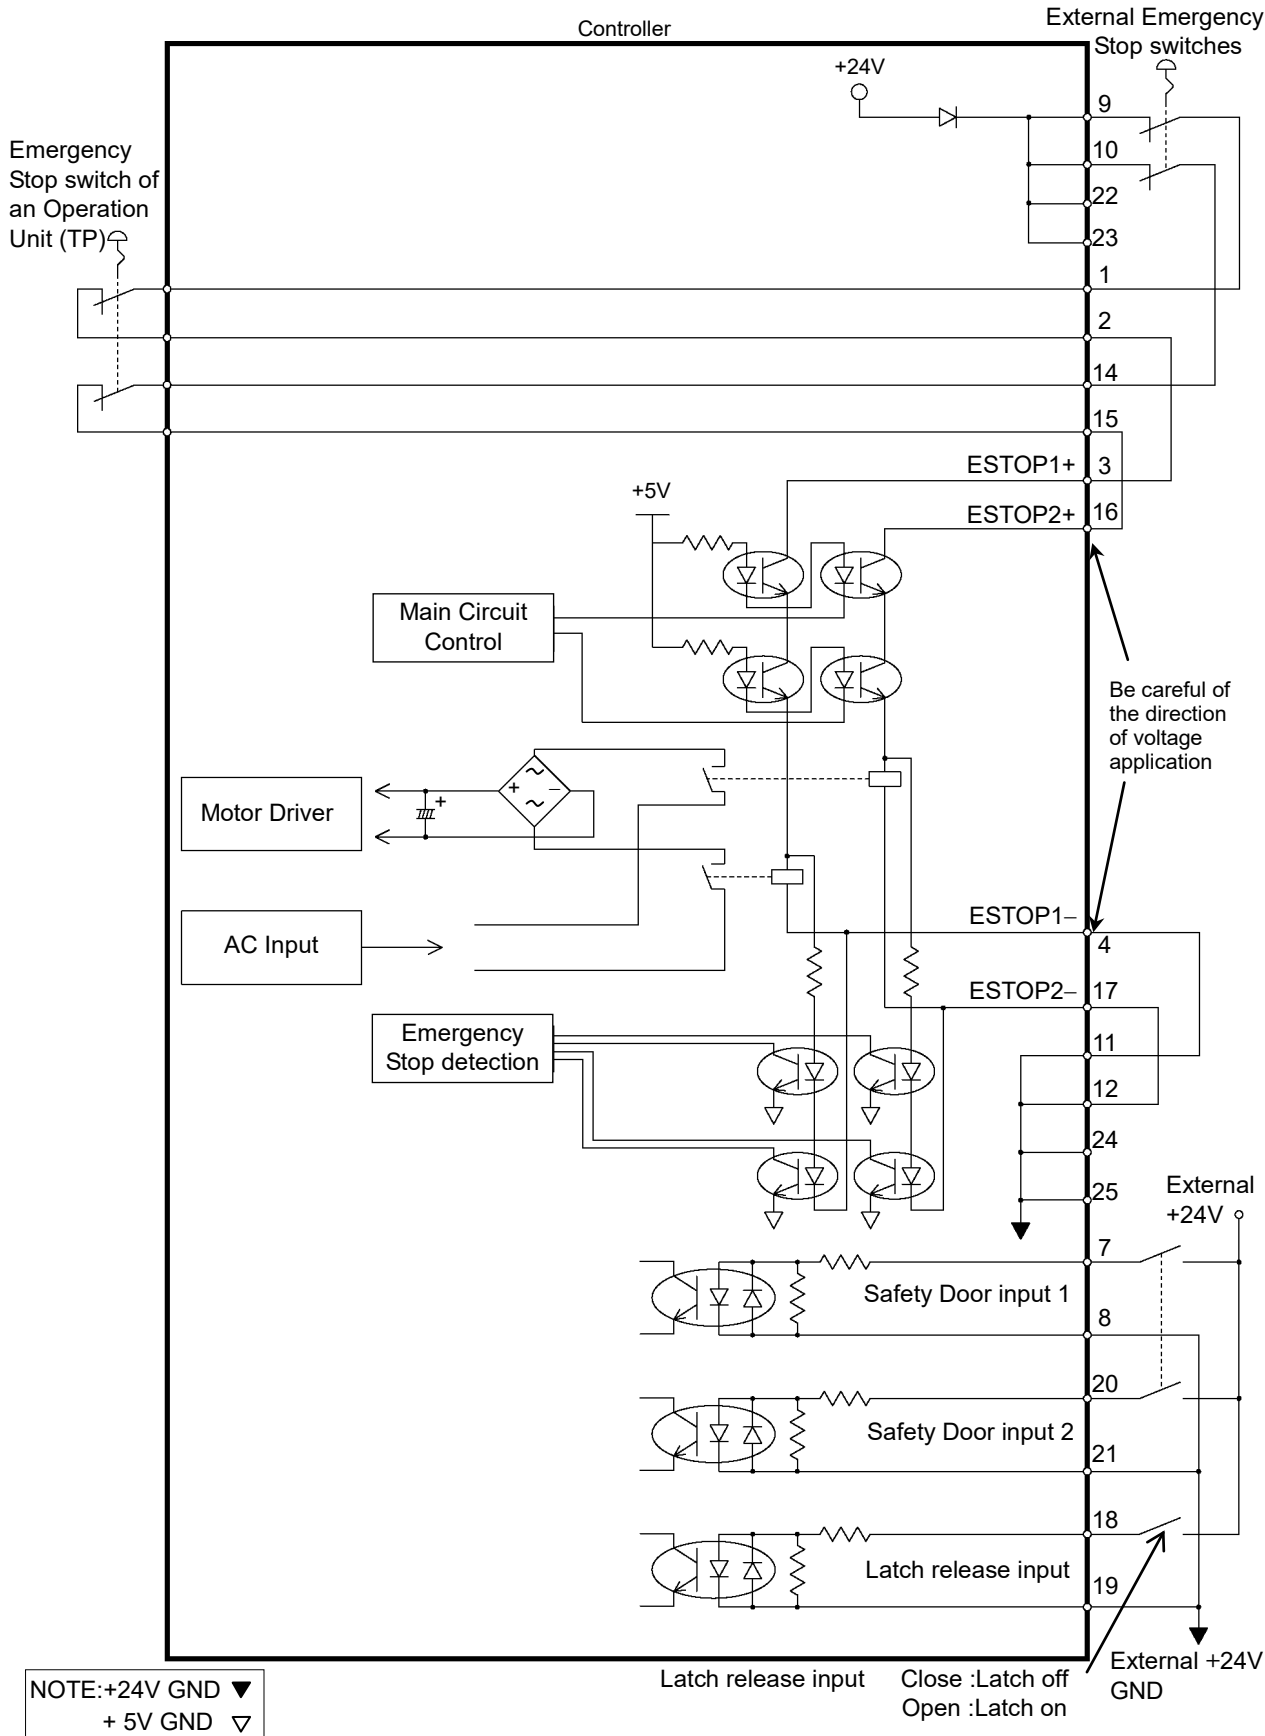 Controller
External Emergency
Stop switches
+24V
9
10
22
23
Emergency
Stop switch of
an Operation
Unit (TP)
1
2
14
15
ESTOP1+ 3
ESTOP2+ 16
+5V
Main Circuit
Control
Be careful of
the direction
of voltage
application
Motor Driver
+ −
+
AC Input
ESTOP1−
4
ESTOP2− 17
Emergency
Stop detection
11
12
24
25
External
+24V
7
Safety Door input 1
8
20
Safety Door input 2
21
18
Latch release input
19
External +24V
GND
Latch release input Close :Latch off
Open :Latch on
NOTE:+24V GND ▼
+ 5V GND ▽